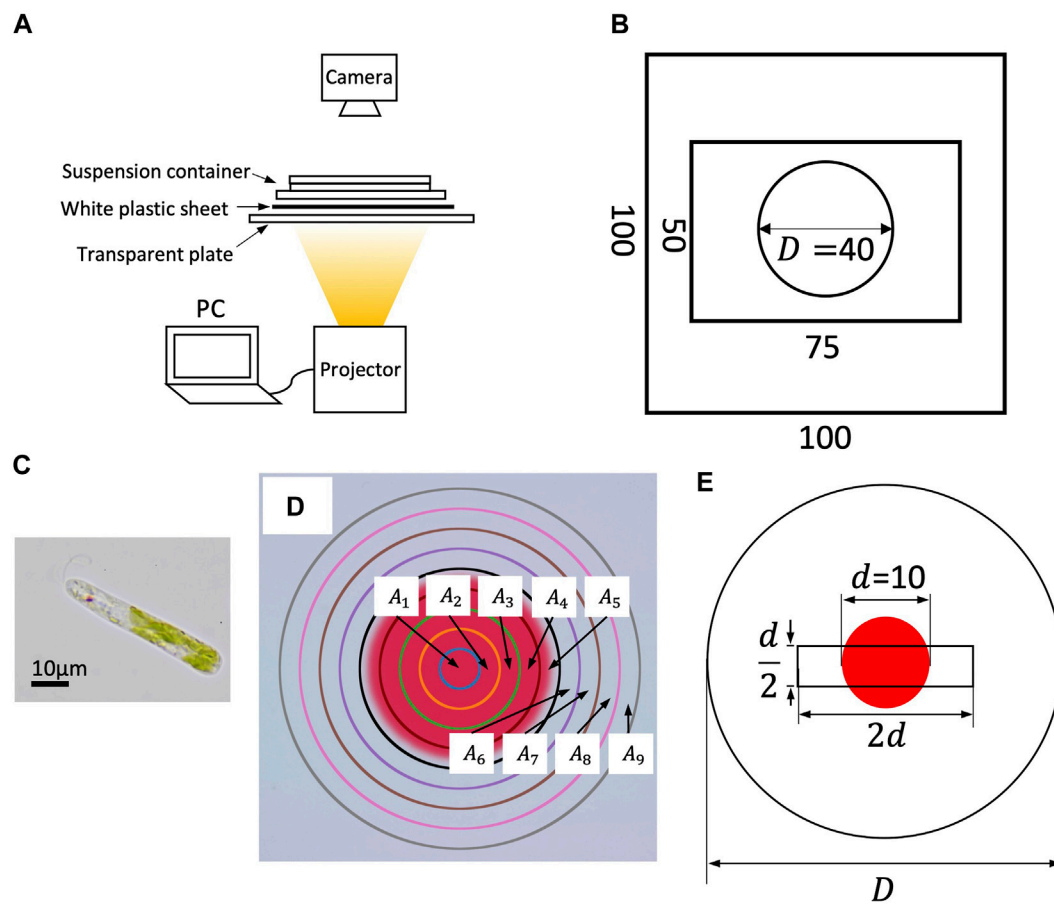 A
Camera
Suspension container
White plastic sheet
Transparent plate
PC
Projector
B
100
50
D = 40
75
100
C
10μm
D
A₁ A₂ A₃ A₄ A₅
A₆ A₇ A₈ A₉
E
d=10
d/2
2d
D